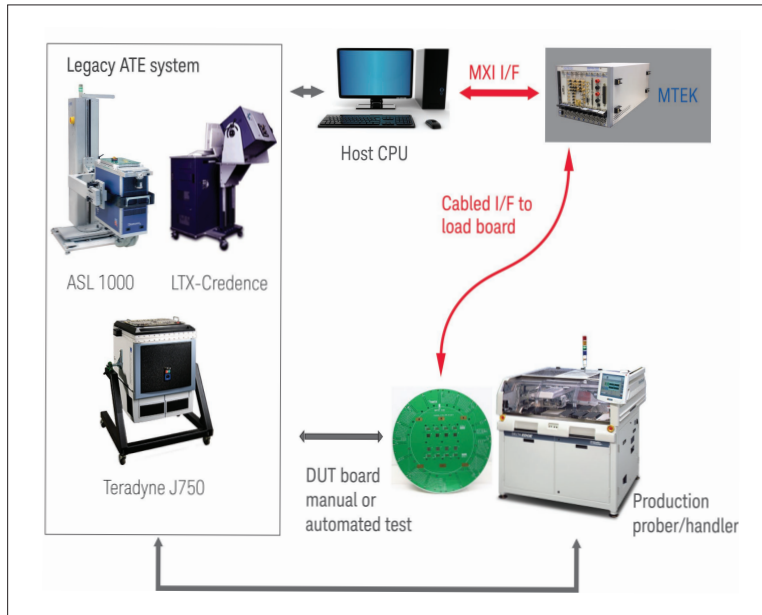 Legacy ATE system
ASL 1000
LTX-Credence
Teradyne J750
Host CPU
MXI I/F
MTEK
Cabled I/F to
load board
DUT board
manual or
automated test
Production
prober/handler